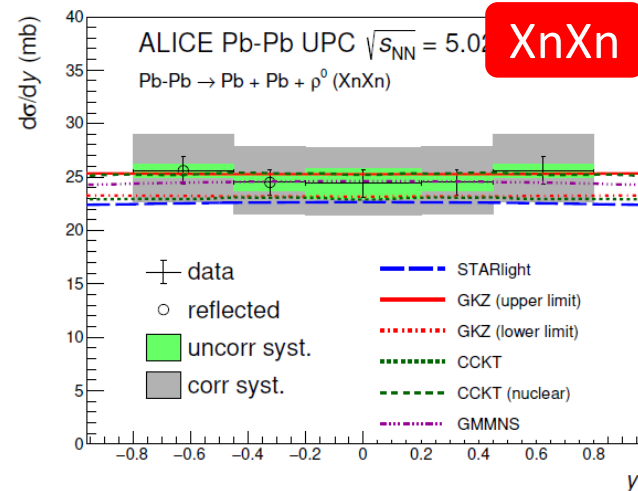 ALICE Pb-Pb UPC √sNN = 5.02
XnXn
Pb-Pb → Pb + Pb + ρ⁰ (XnXn)
dσ/dy (mb)
40
35
30
25
20
15
10
5
0
data
reflected
uncorr syst.
corr syst.
STARlight
GKZ (upper limit)
GKZ (lower limit)
CCKT
CCKT (nuclear)
GMMNS
−0.8 −0.6 −0.4 −0.2 0 0.2 0.4 0.6 0.8
y